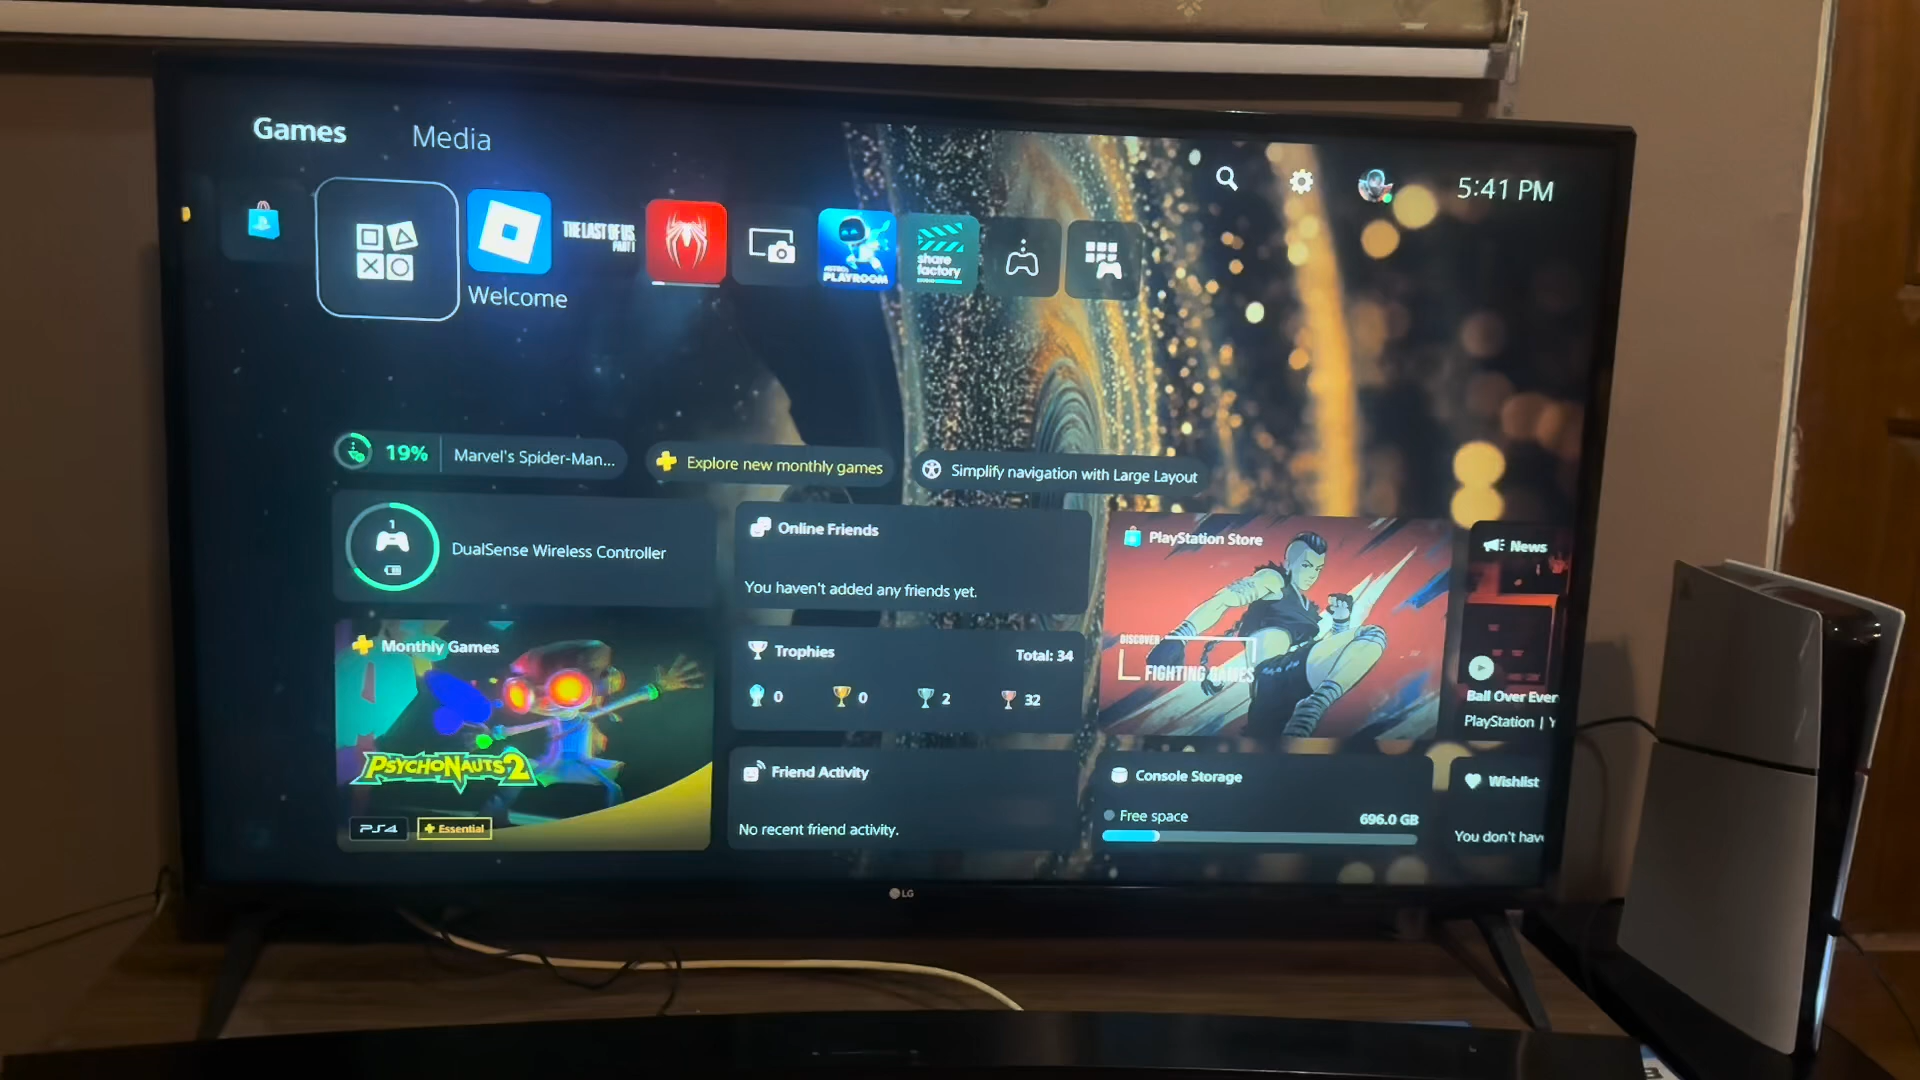 Games
Media
5:41 PM
THE LAST OF US
PART I
ASTRO's
PLAYROOM
share
factory
Welcome
19%
Marvel's Spider-Man...
Explore new monthly games
Simplify navigation with Large Layout
1
DualSense Wireless Controller
Online Friends
You haven't added any friends yet.
PlayStation Store
DISCOVER
FIGHTING GAMES
News
Ball Over Ever
PlayStation | Y
Monthly Games
PSYCHONAUTS 2
PS4
Essential
Trophies
Total: 34
0
0
2
32
Friend Activity
No recent friend activity.
Console Storage
Free space
696.0 GB
Wishlist
You don't hav
LG